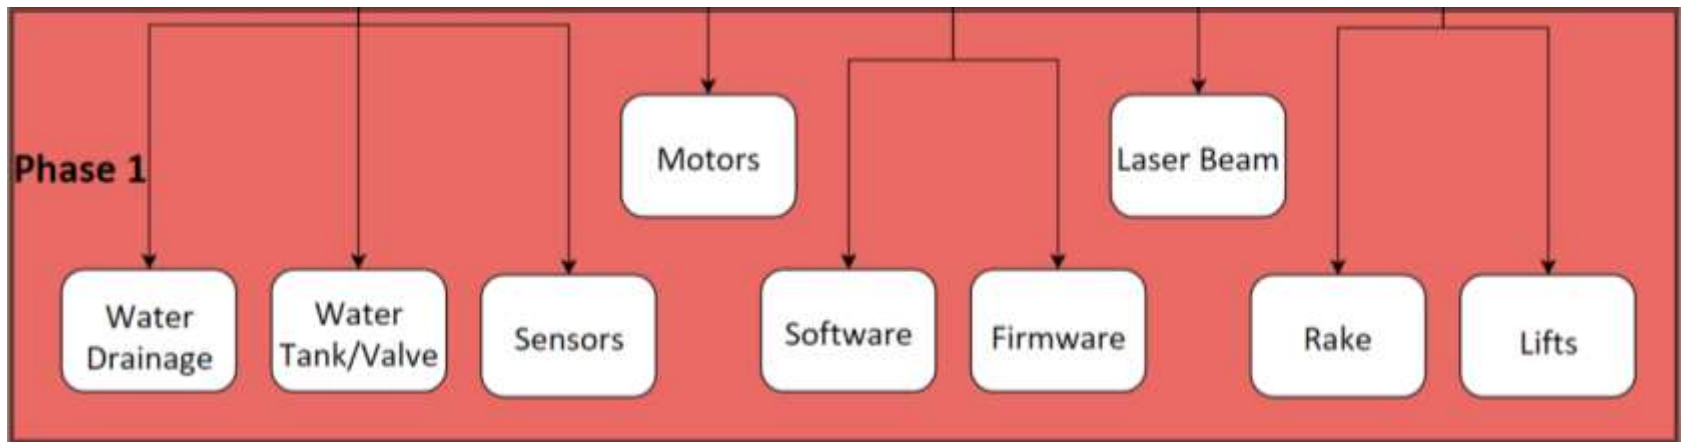 Phase 1
Motors
Laser Beam
Water
Drainage
Water
Tank/Valve
Sensors
Software
Firmware
Rake
Lifts